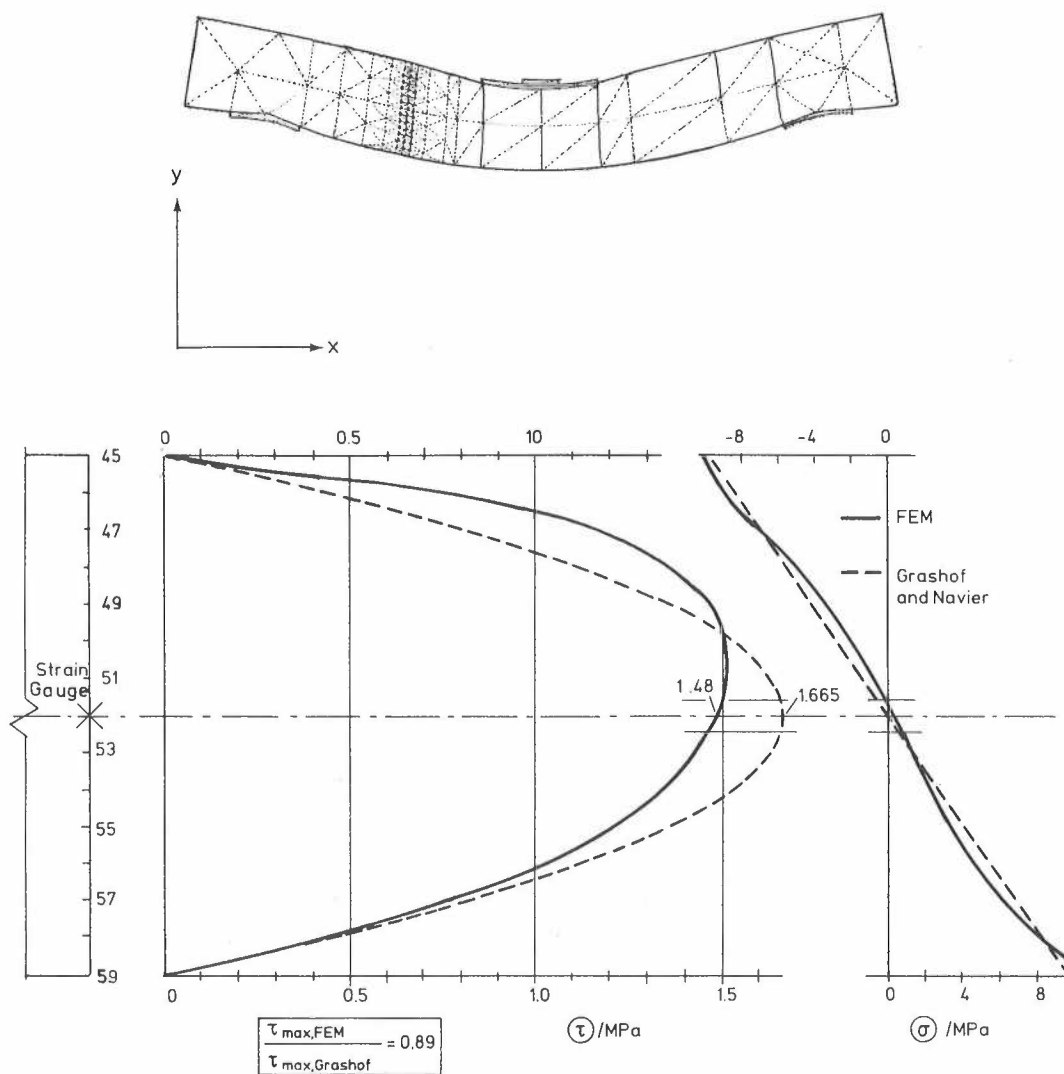 y
x
0 0.5 10 -8 -4 0
45
47
49
51
53
55
57
59
Strain
Gauge
FEM
Grashof
and Navier
1.48
1.665
0 0.5 1.0 1.5 0 4 8
τ /MPa
σ /MPa
τmax,FEM
τmax,Grashof
= 0.89